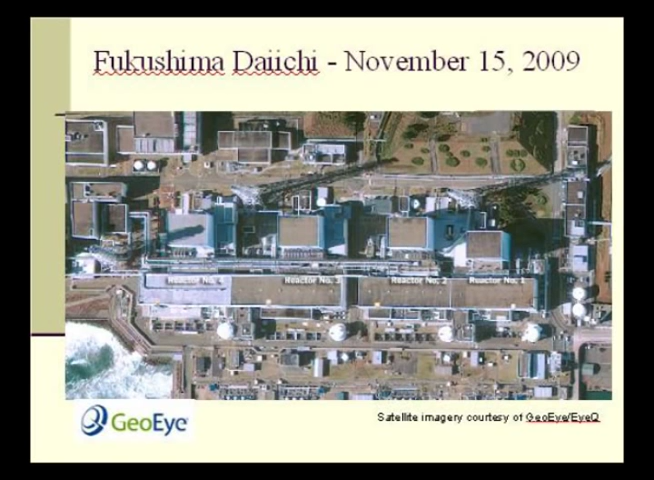 Fukushima Daiichi - November 15, 2009
Reactor No. 4 Reactor No. 3 Reactor No. 2 Reactor No. 1
GeoEye
Satellite imagery courtesy of GeoEye/EyeQ